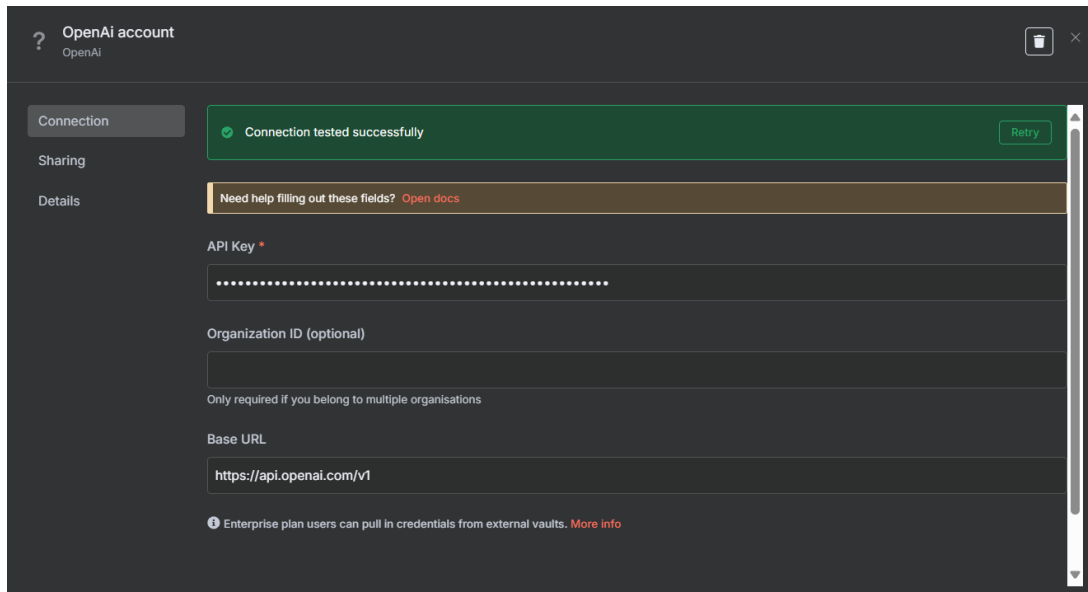 ?
OpenAi account
OpenAi
Connection
Sharing
Details
Connection tested successfully
Retry
Need help filling out these fields? Open docs
API Key *
••••••••••••••••••••••••••••••••••••••••••••••••••••••
Organization ID (optional)
Only required if you belong to multiple organisations
Base URL
https://api.openai.com/v1
Enterprise plan users can pull in credentials from external vaults. More info